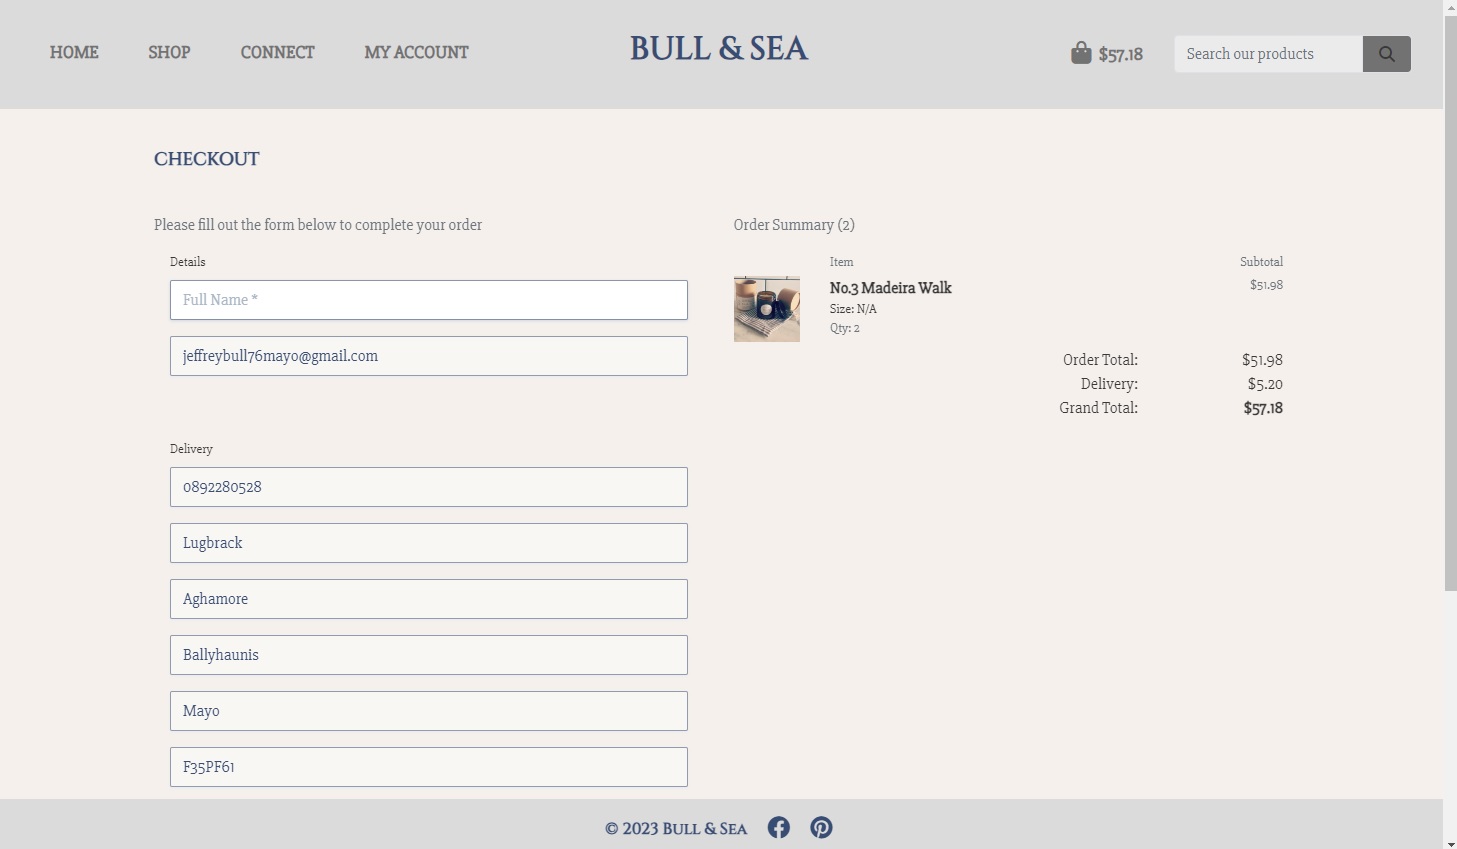 HOME SHOP CONNECT MY ACCOUNT BULL & SEA $57.18 Search our products
CHECKOUT
Please fill out the form below to complete your order
Details
Full Name *
jeffreybull76mayo@gmail.com
Delivery
0892280528
Lugbrack
Aghamore
Ballyhaunis
Mayo
F35PF61
Order Summary (2)
Item Subtotal
No.3 Madeira Walk $51.98
Size: N/A
Qty: 2
Order Total: $51.98
Delivery: $5.20
Grand Total: $57.18
© 2023 Bull & Sea